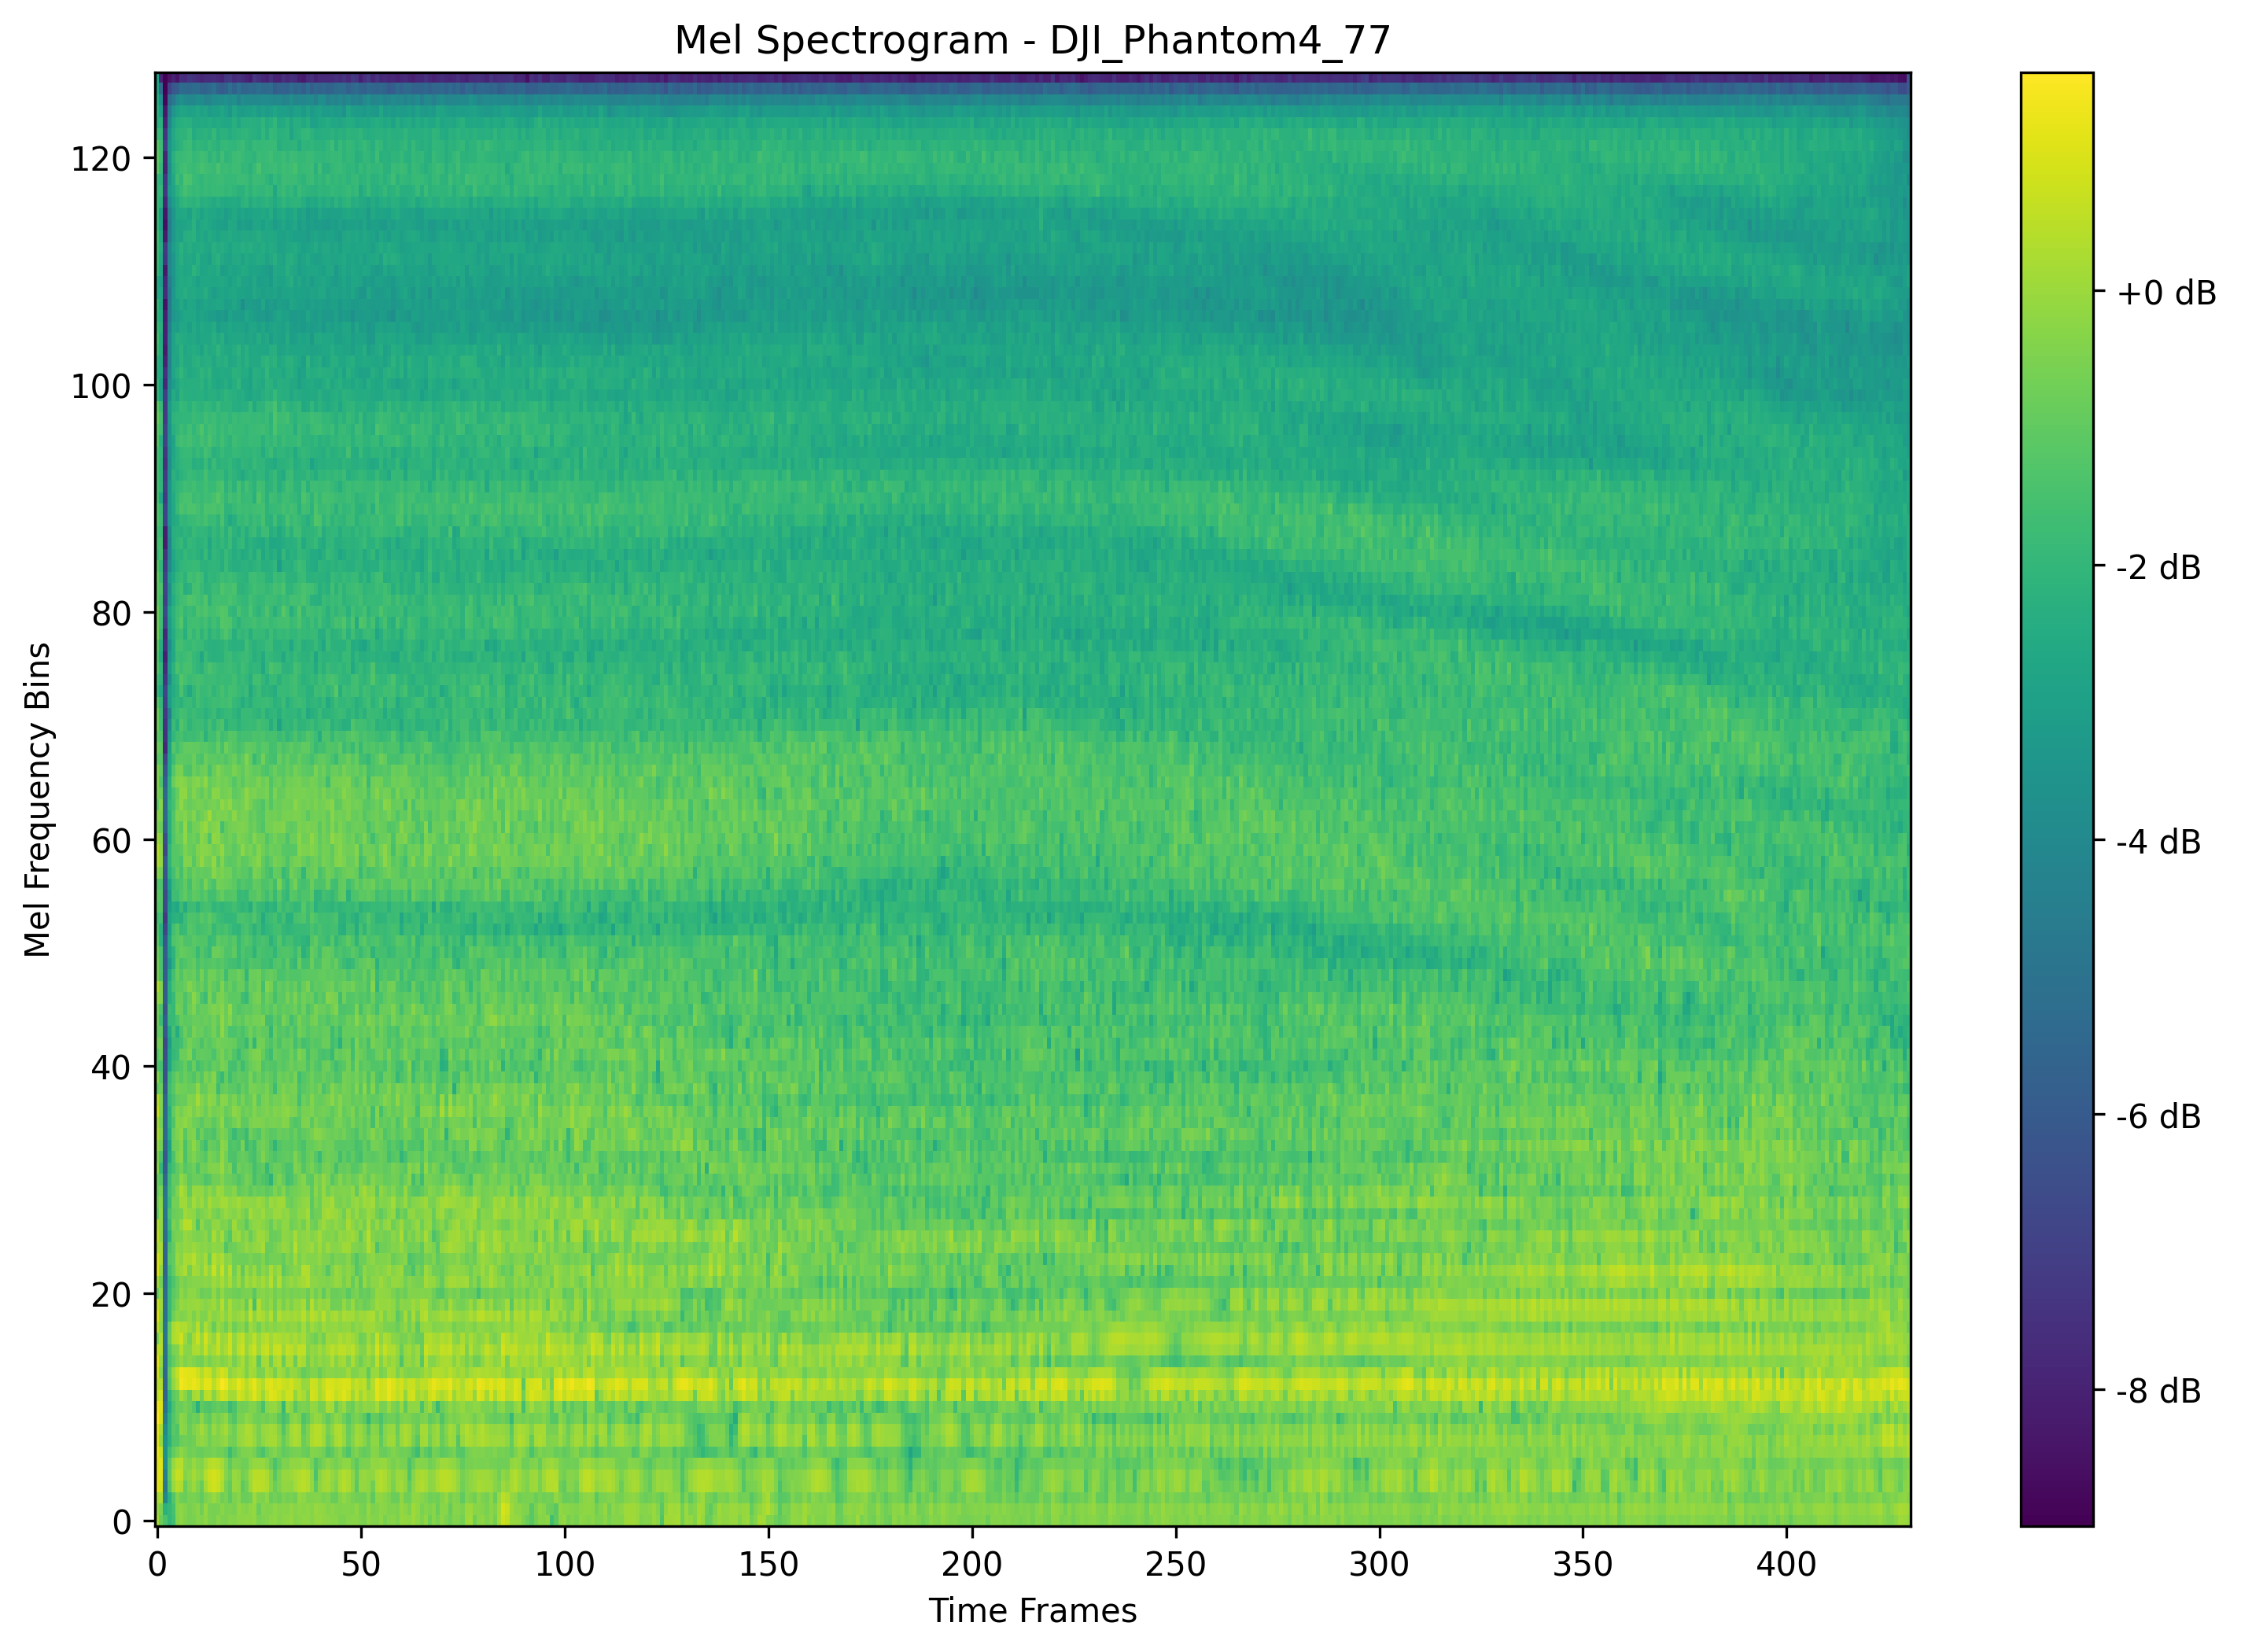 Mel Spectrogram - DJI_Phantom4_77
120
100
80
60
40
20
0
Mel Frequency Bins
0 50 100 150 200 250 300 350 400
Time Frames
+0 dB
-2 dB
-4 dB
-6 dB
-8 dB